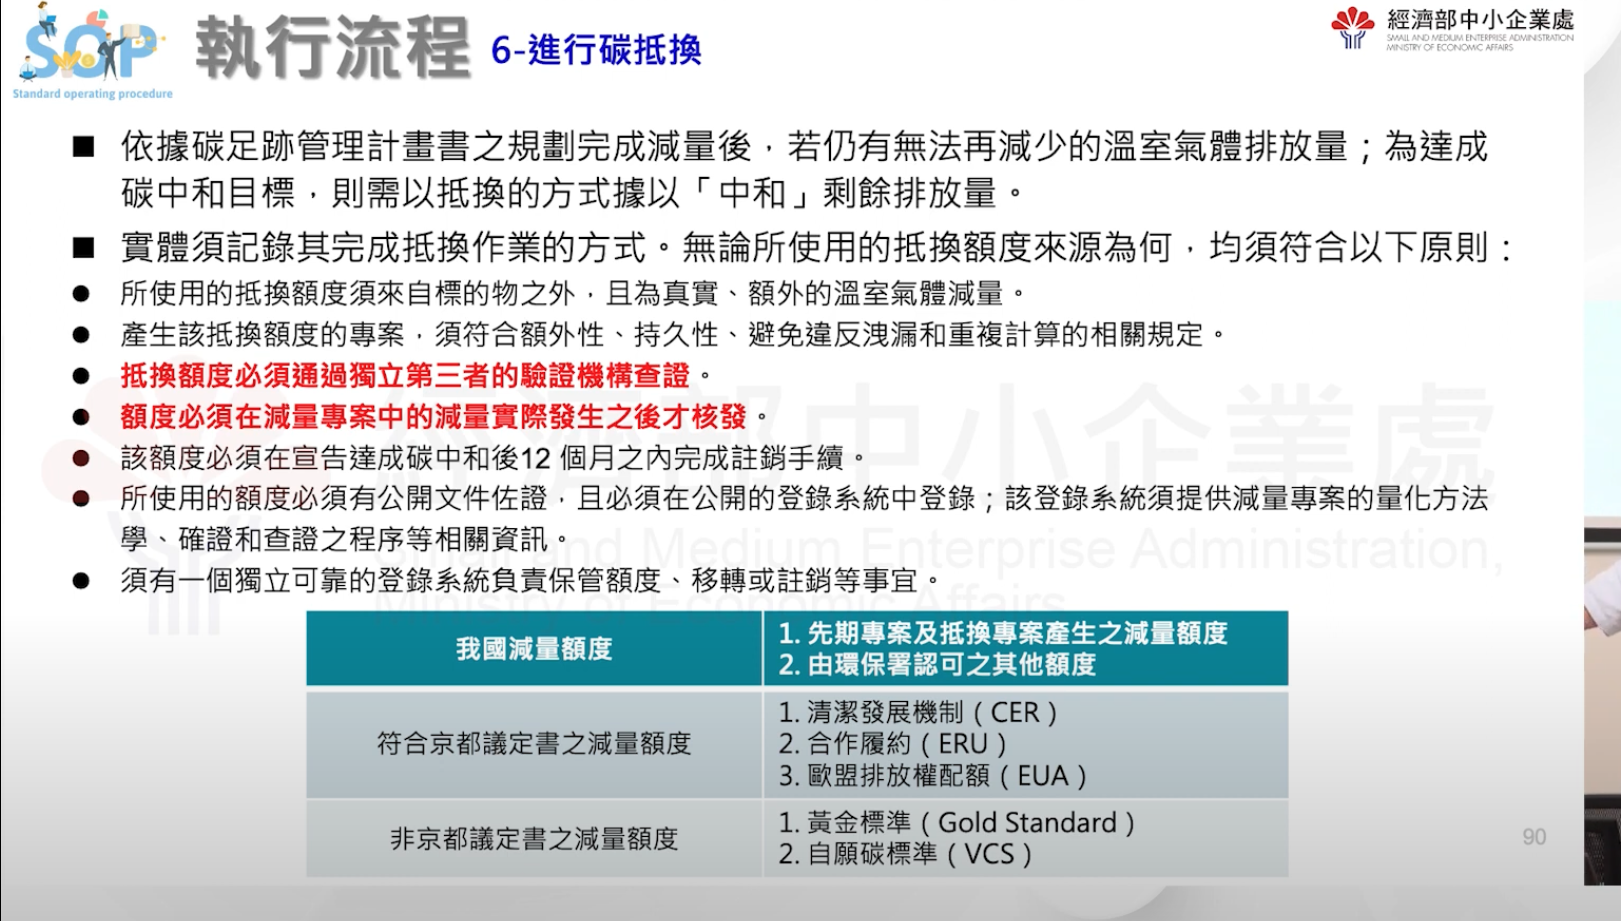 SOP
Standard operating procedure
執行流程 6-進行碳抵換
經濟部中小企業處
SMALL AND MEDIUM ENTERPRISE ADMINISTRATION
MINISTRY OF ECONOMIC AFFAIRS
■ 依據碳足跡管理計畫書之規劃完成減量後，若仍有無法再減少的溫室氣體排放量；為達成
碳中和目標，則需以抵換的方式據以「中和」剩餘排放量。
■ 實體須記錄其完成抵換作業的方式。無論所使用的抵換額度來源為何，均須符合以下原則：
● 所使用的抵換額度須來自標的物之外，且為真實、額外的溫室氣體減量。
● 產生該抵換額度的專案，須符合額外性、持久性、避免違反洩漏和重複計算的相關規定。
● 抵換額度必須通過獨立第三者的驗證機構查證。
● 額度必須在減量專案中的減量實際發生之後才核發。
● 該額度必須在宣告達成碳中和後12 個月之內完成註銷手續。
● 所使用的額度必須有公開文件佐證，且必須在公開的登錄系統中登錄；該登錄系統須提供減量專案的量化方法
學、確證和查證之程序等相關資訊。
● 須有一個獨立可靠的登錄系統負責保管額度、移轉或註銷等事宜。
經濟部中小企業處
Small and Medium Enterprise Administration,
Ministry of Economic Affairs
我國減量額度
1. 先期專案及抵換專案產生之減量額度
2. 由環保署認可之其他額度
符合京都議定書之減量額度
1. 清潔發展機制（CER）
2. 合作履約（ERU）
3. 歐盟排放權配額（EUA）
非京都議定書之減量額度
1. 黃金標準（Gold Standard）
2. 自願碳標準（VCS）
90